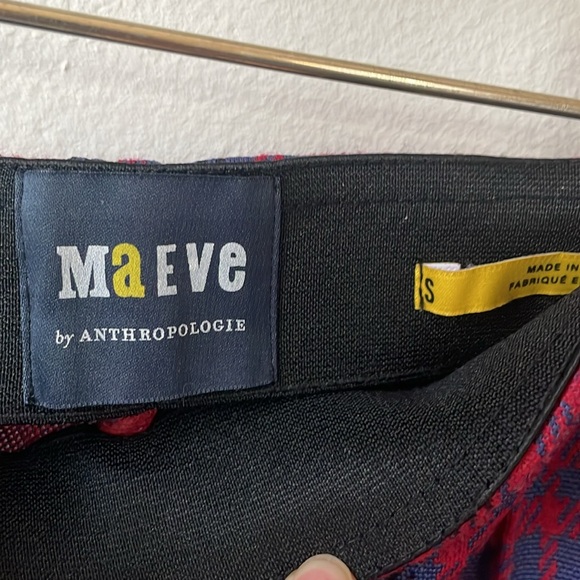 MaEVe
by ANTHROPOLOGIE
S
MADE IN
FABRIQUÉ E